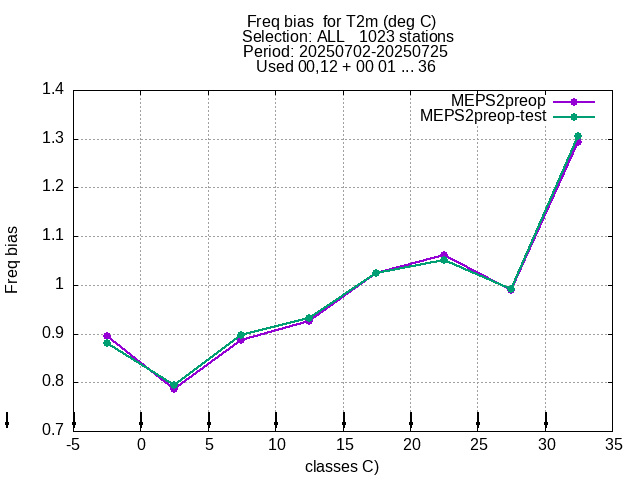 Freq bias  for T2m (deg C)
Selection: ALL   1023 stations
Period: 20250702-20250725
Used 00,12 + 00 01 ... 36
MEPS2preop
MEPS2preop-test
1.4
1.3
1.2
1.1
1
0.9
0.8
0.7
Freq bias
-5 0 5 10 15 20 25 30 35
classes C)